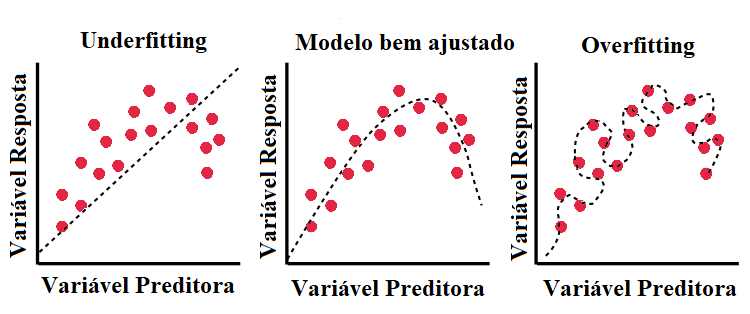 Underfitting
Modelo bem ajustado
Overfitting
Variável Resposta
Variável Resposta
Variável Resposta
Variável Preditora
Variável Preditora
Variável Preditora